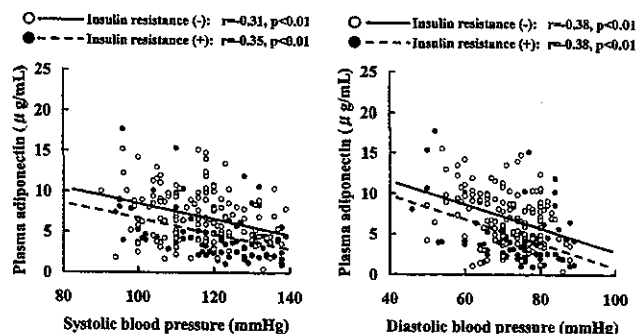 Insulin resistance (-): r=-0.31, p<0.01
Insulin resistance (+): r=-0.35, p<0.01
25
20
15
10
5
0
80 100 120 140
Plasma adiponectin (μ g/mL)
Systolic blood pressure (mmHg)
Insulin resistance (-): r=-0.38, p<0.01
Insulin resistance (+): r=-0.38, p<0.01
25
20
15
10
5
0
40 60 80 100
Plasma adiponectin (μ g/mL)
Diastolic blood pressure (mmHg)